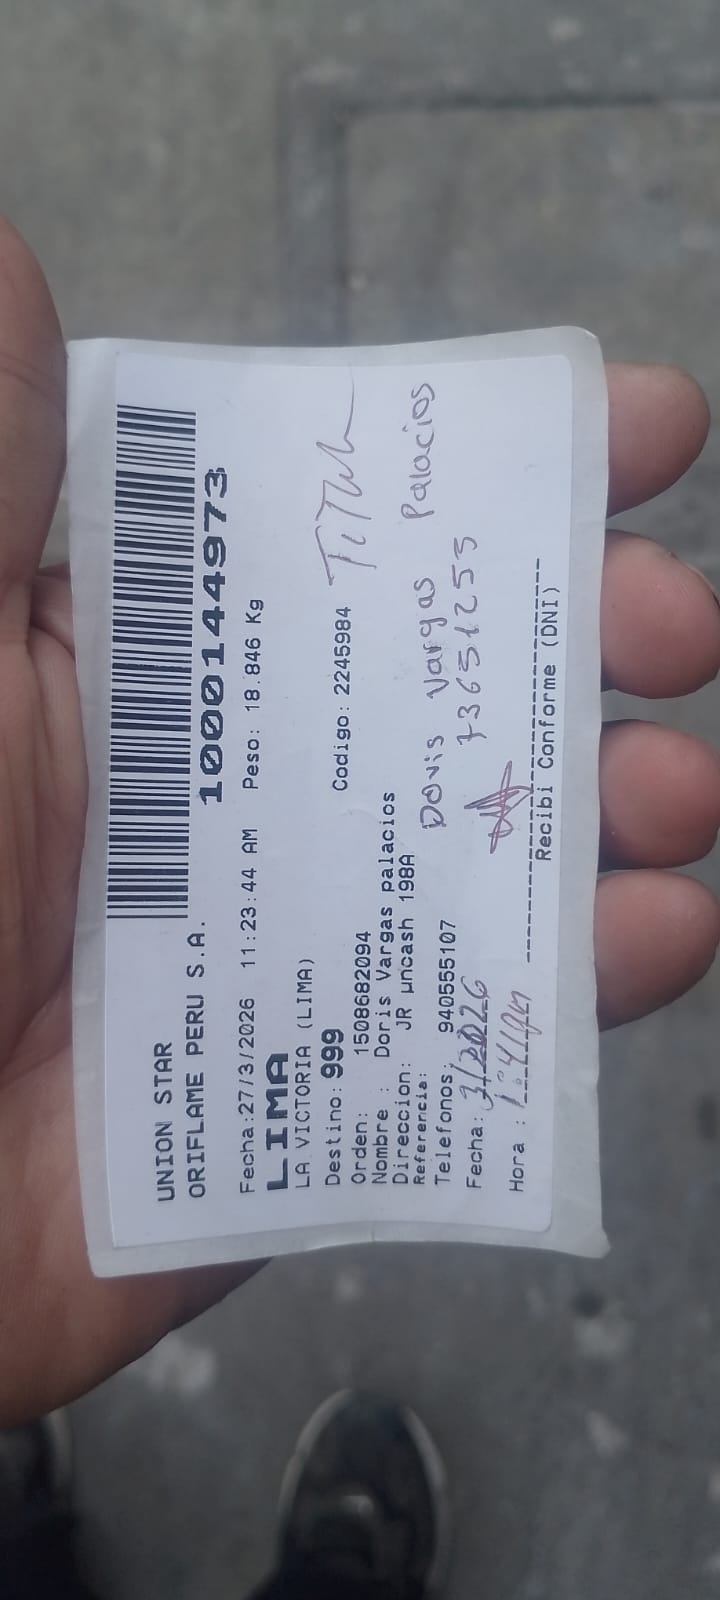 UNION STAR
ORIFLAME PERU S.A.
1000144973
Fecha:27/3/2026 11:23:44 AM Peso: 18.846 Kg
LIMA
LA VICTORIA (LIMA)
Destino: 999 Codigo: 2245984
Orden: 1508682094
Nombre : Doris Vargas palacios
Direccion: JR µncash 198A
Referencia:
Telefonos: 940555107
Doris Vargas Palacios
73651253
Fecha: 3/2026
Hora :
Recibi Conforme (DNI)